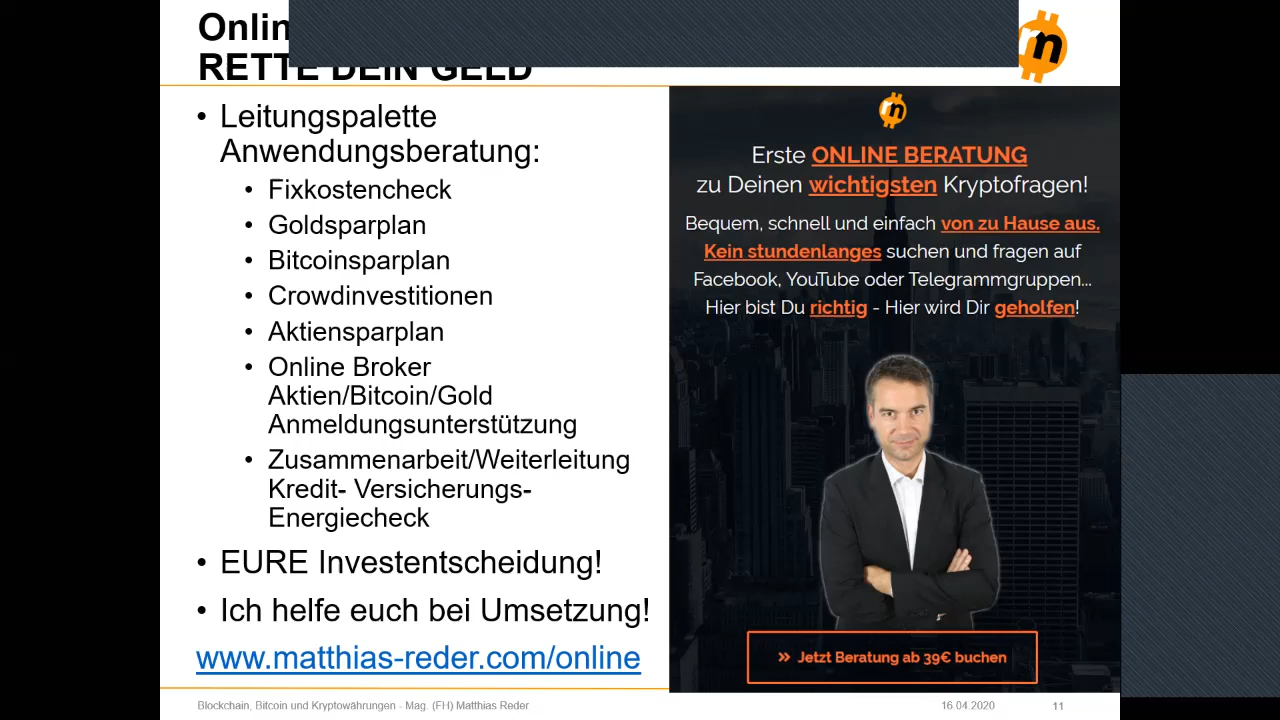 RETTE DEIN GELD
• Leitungspalette
Anwendungsberatung:
• Fixkostencheck
• Goldsparplan
• Bitcoinsparplan
• Crowdinvestitionen
• Aktiensparplan
• Online Broker
Aktien/Bitcoin/Gold
Anmeldungsunterstützung
• Zusammenarbeit/Weiterleitung
Kredit- Versicherungs-
Energiecheck
• EURE Investentscheidung!
• Ich helfe euch bei Umsetzung!
www.matthias-reder.com/online
Erste ONLINE BERATUNG
zu Deinen wichtigsten Kryptofragen!
Bequem, schnell und einfach von zu Hause aus.
Kein stundenlanges suchen und fragen auf
Facebook, YouTube oder Telegrammgruppen...
Hier bist Du richtig - Hier wird Dir geholfen!
» Jetzt Beratung ab 39€ buchen
Blockchain, Bitcoin und Kryptowährungen - Mag. (FH) Matthias Reder
16.04.2020
11